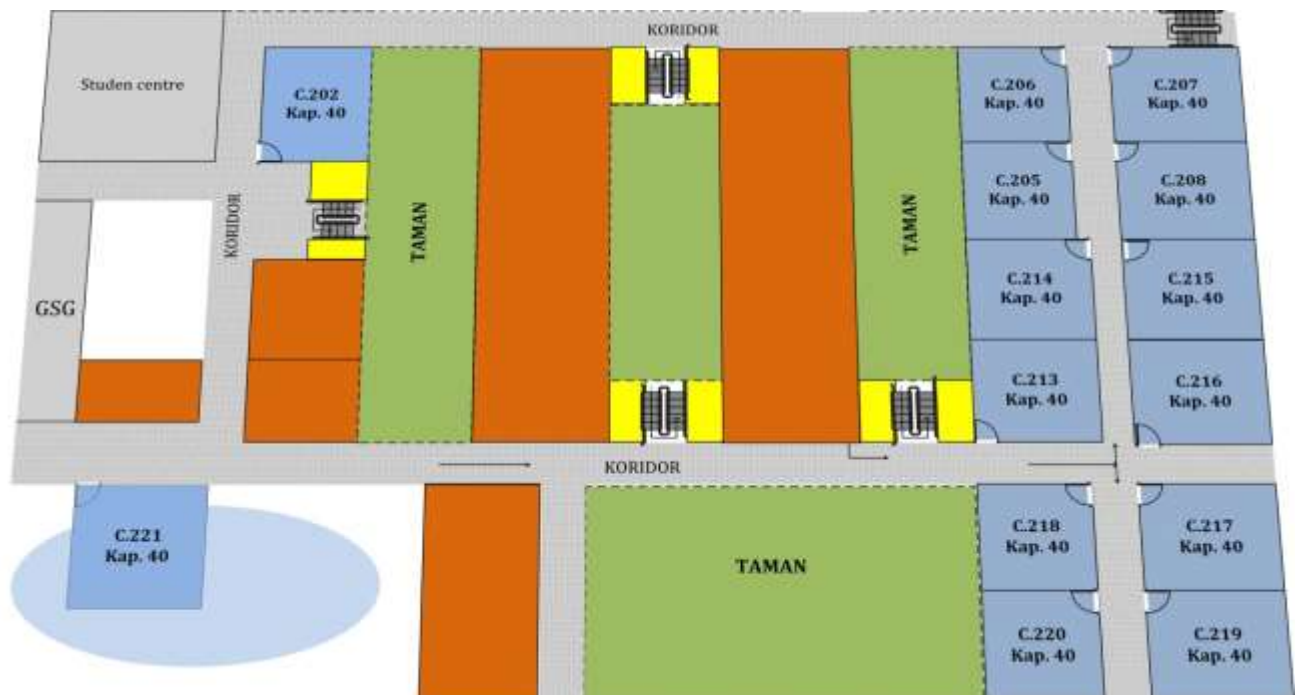 KORIDOR
Studen centre
C.202
Kap. 40
C.206
Kap. 40
C.207
Kap. 40
C.205
Kap. 40
C.208
Kap. 40
KORIDOR
TAMAN
TAMAN
GSG
C.214
Kap. 40
C.215
Kap. 40
C.213
Kap. 40
C.216
Kap. 40
KORIDOR
C.221
Kap. 40
TAMAN
C.218
Kap. 40
C.217
Kap. 40
C.220
Kap. 40
C.219
Kap. 40